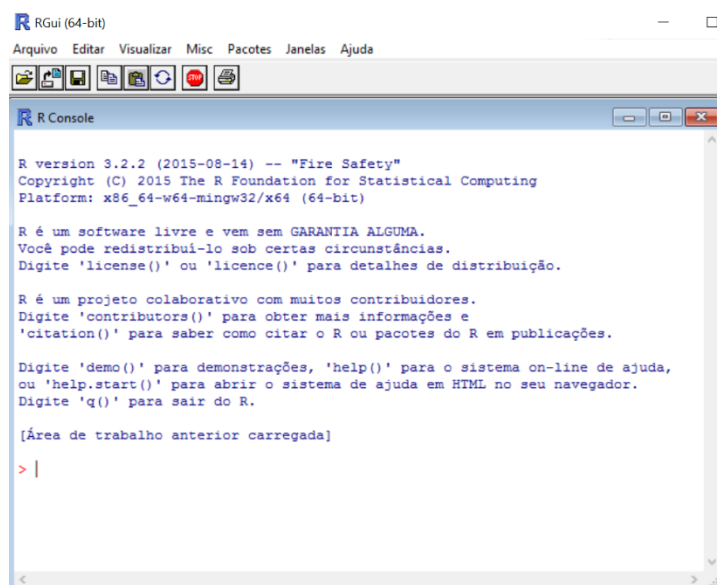 RGui (64-bit)
Arquivo Editar Visualizar Misc Pacotes Janelas Ajuda
STOP
R Console
R version 3.2.2 (2015-08-14) -- "Fire Safety"
Copyright (C) 2015 The R Foundation for Statistical Computing
Platform: x86_64-w64-mingw32/x64 (64-bit)
R é um software livre e vem sem GARANTIA ALGUMA.
Você pode redistribuí-lo sob certas circunstâncias.
Digite 'license()' ou 'licence()' para detalhes de distribuição.
R é um projeto colaborativo com muitos contribuidores.
Digite 'contributors()' para obter mais informações e
'citation()' para saber como citar o R ou pacotes do R em publicações.
Digite 'demo()' para demonstrações, 'help()' para o sistema on-line de ajuda,
ou 'help.start()' para abrir o sistema de ajuda em HTML no seu navegador.
Digite 'q()' para sair do R.
[Área de trabalho anterior carregada]
>